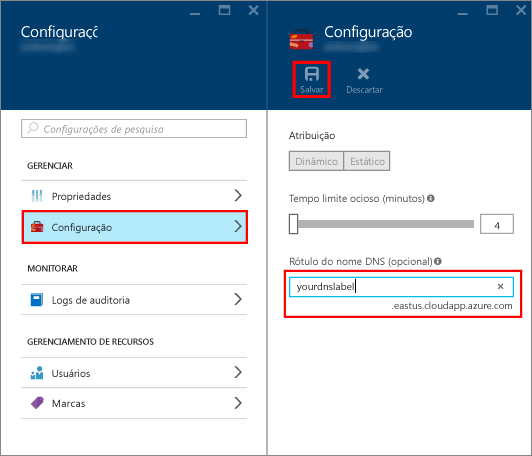 Configuraçõ
Configurações de pesquisa
GERENCIAR
Propriedades
Configuração
MONITORAR
Logs de auditoria
GERENCIAMENTO DE RECURSOS
Usuários
Marcas
Configuração
Salvar
Descartar
Atribuição
Dinâmico Estático
Tempo limite ocioso (minutos)
4
Rótulo do nome DNS (opcional)
yourdnslabel
.eastus.cloudapp.azure.com